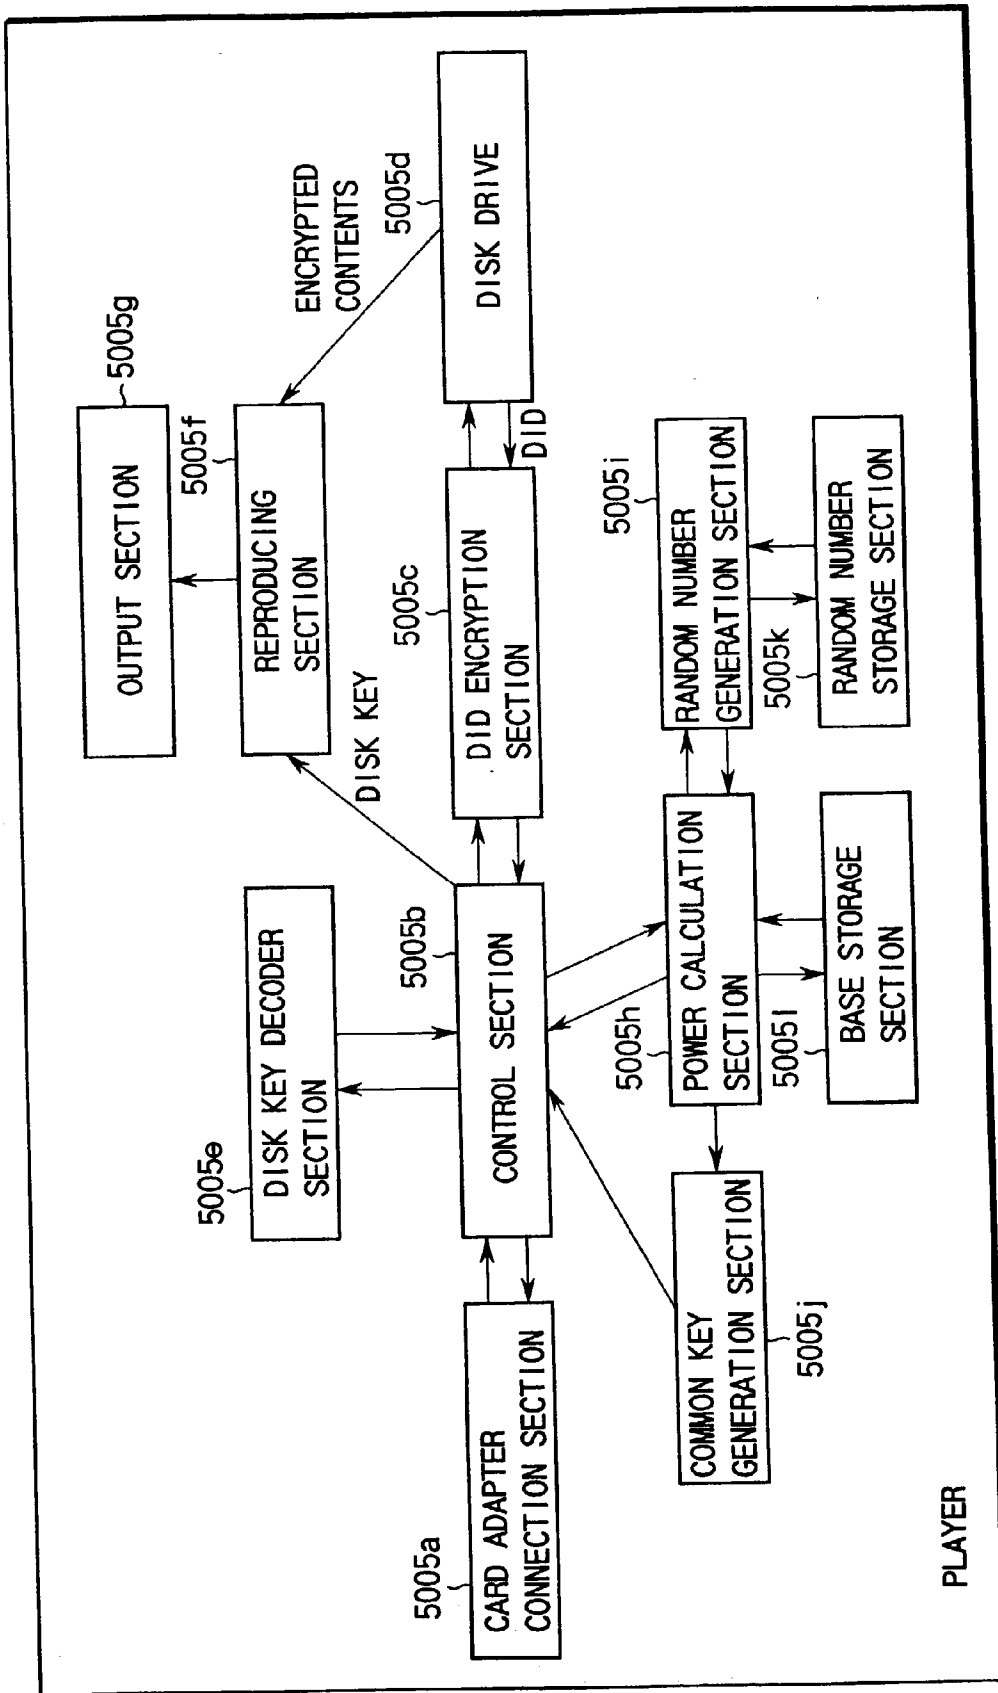 5005g
OUTPUT SECTION
5005f
REPRODUCING
SECTION
ENCRYPTED
CONTENTS
DISK KEY
5005e
DISK KEY DECODER
SECTION
5005a
CARD ADAPTER
CONNECTION SECTION
5005b
CONTROL SECTION
5005c
DID ENCRYPTION
SECTION
DID
5005d
DISK DRIVE
5005j
COMMON KEY
GENERATION SECTION
5005h
POWER CALCULATION
SECTION
5005i
RANDOM NUMBER
GENERATION SECTION
5005l
BASE STORAGE
SECTION
5005k
RANDOM NUMBER
STORAGE SECTION
PLAYER